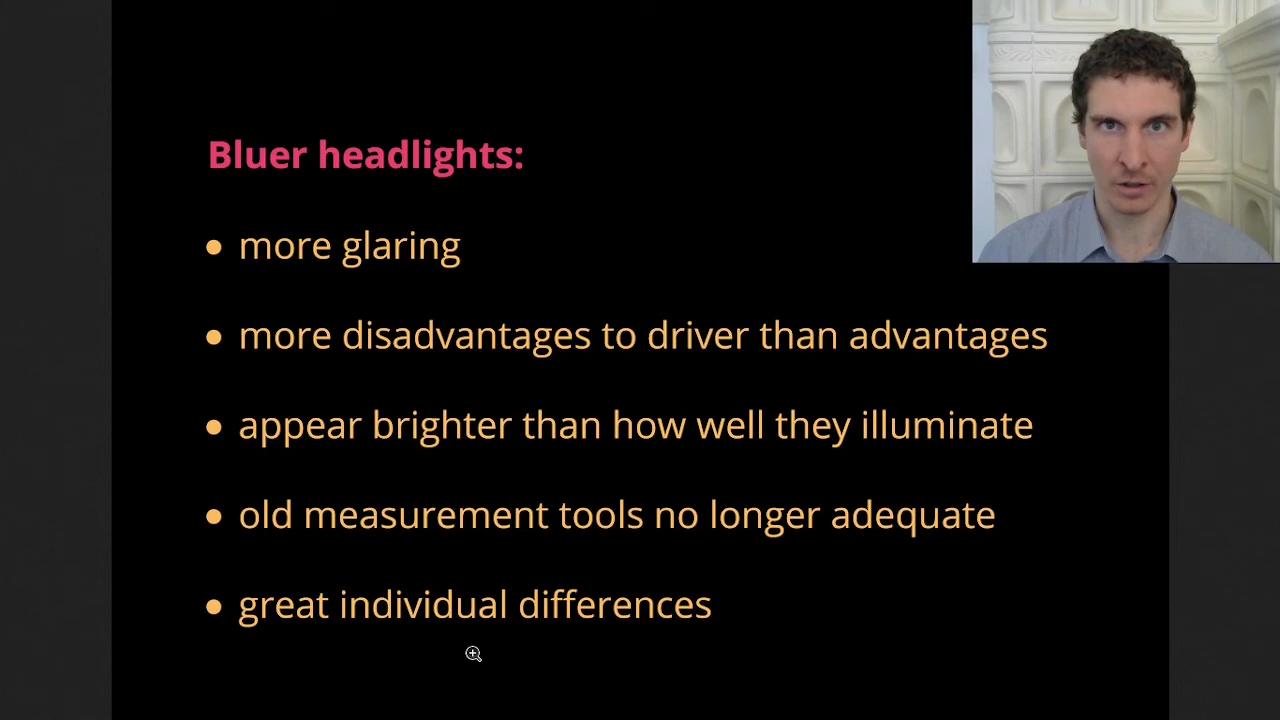 Bluer headlights:
• more glaring
• more disadvantages to driver than advantages
• appear brighter than how well they illuminate
• old measurement tools no longer adequate
• great individual differences